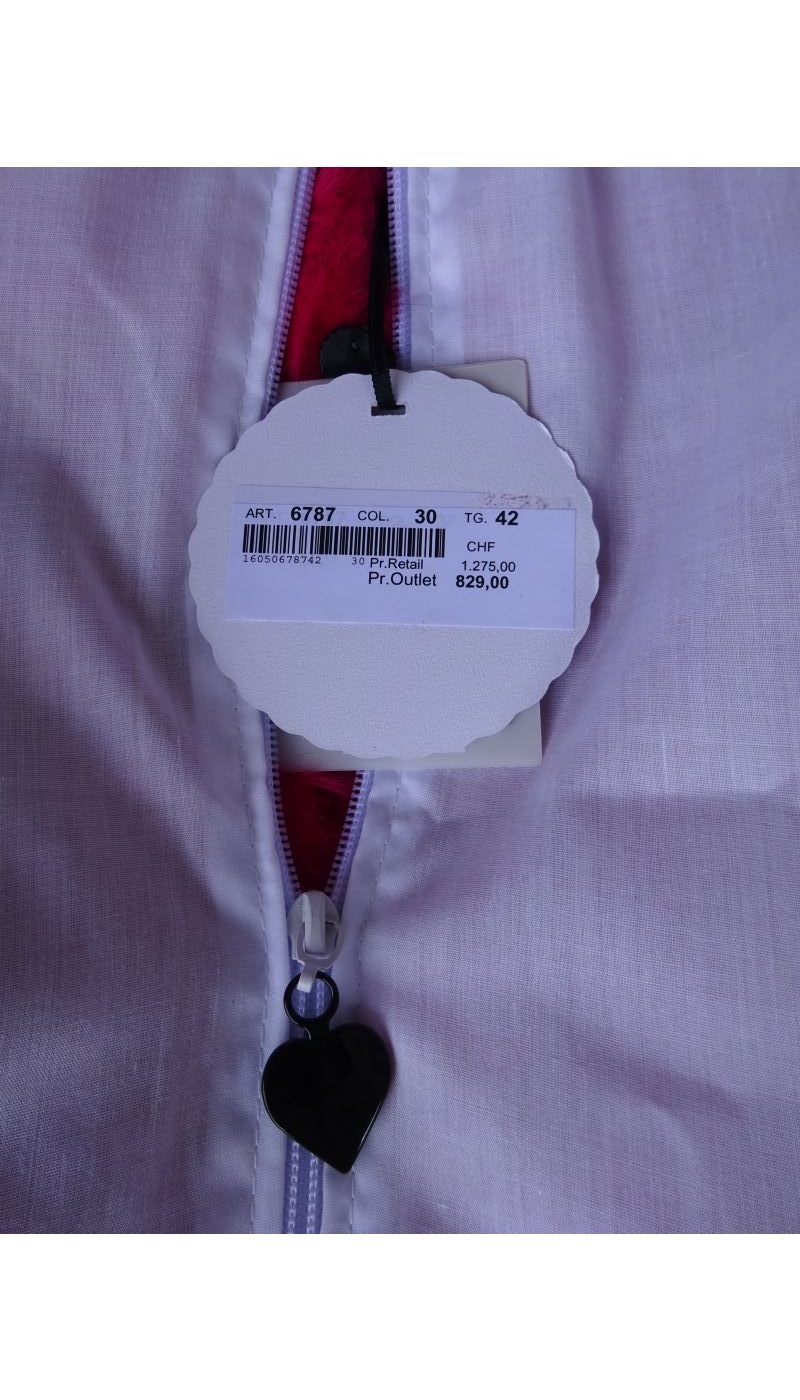 ART. 6787 COL. 30 TG. 42
CHF
16050678742 30 Pr.Retail 1.275,00
Pr.Outlet 829,00